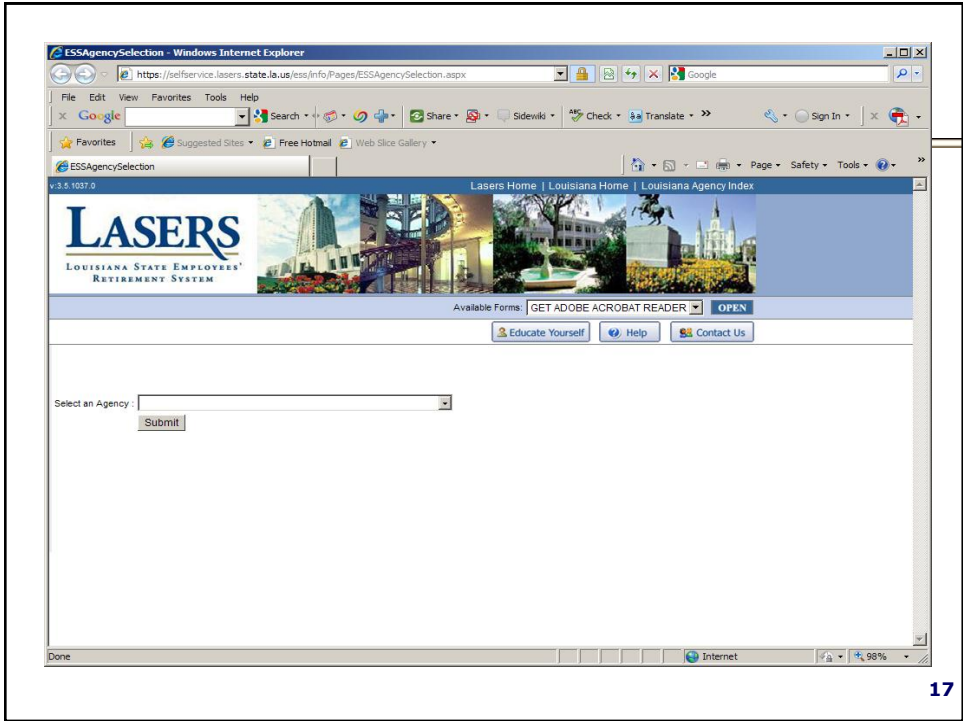 ESSAgencySelection - Windows Internet Explorer
https://selfservice.lasers.state.la.us/ess/info/Pages/ESSAgencySelection.aspx Google
File Edit View Favorites Tools Help
x Google Search Share Sidewiki ABC Check Translate >> Sign In x
Favorites Suggested Sites Free Hotmail Web Slice Gallery
ESSAgencySelection Page Safety Tools >>
v:3.5.1037.0 Lasers Home | Louisiana Home | Louisiana Agency Index
LASERS
LOUISIANA STATE EMPLOYEES'
RETIREMENT SYSTEM
Available Forms: GET ADOBE ACROBAT READER OPEN
Educate Yourself Help Contact Us
Select an Agency :
Submit
Done Internet 98%
17